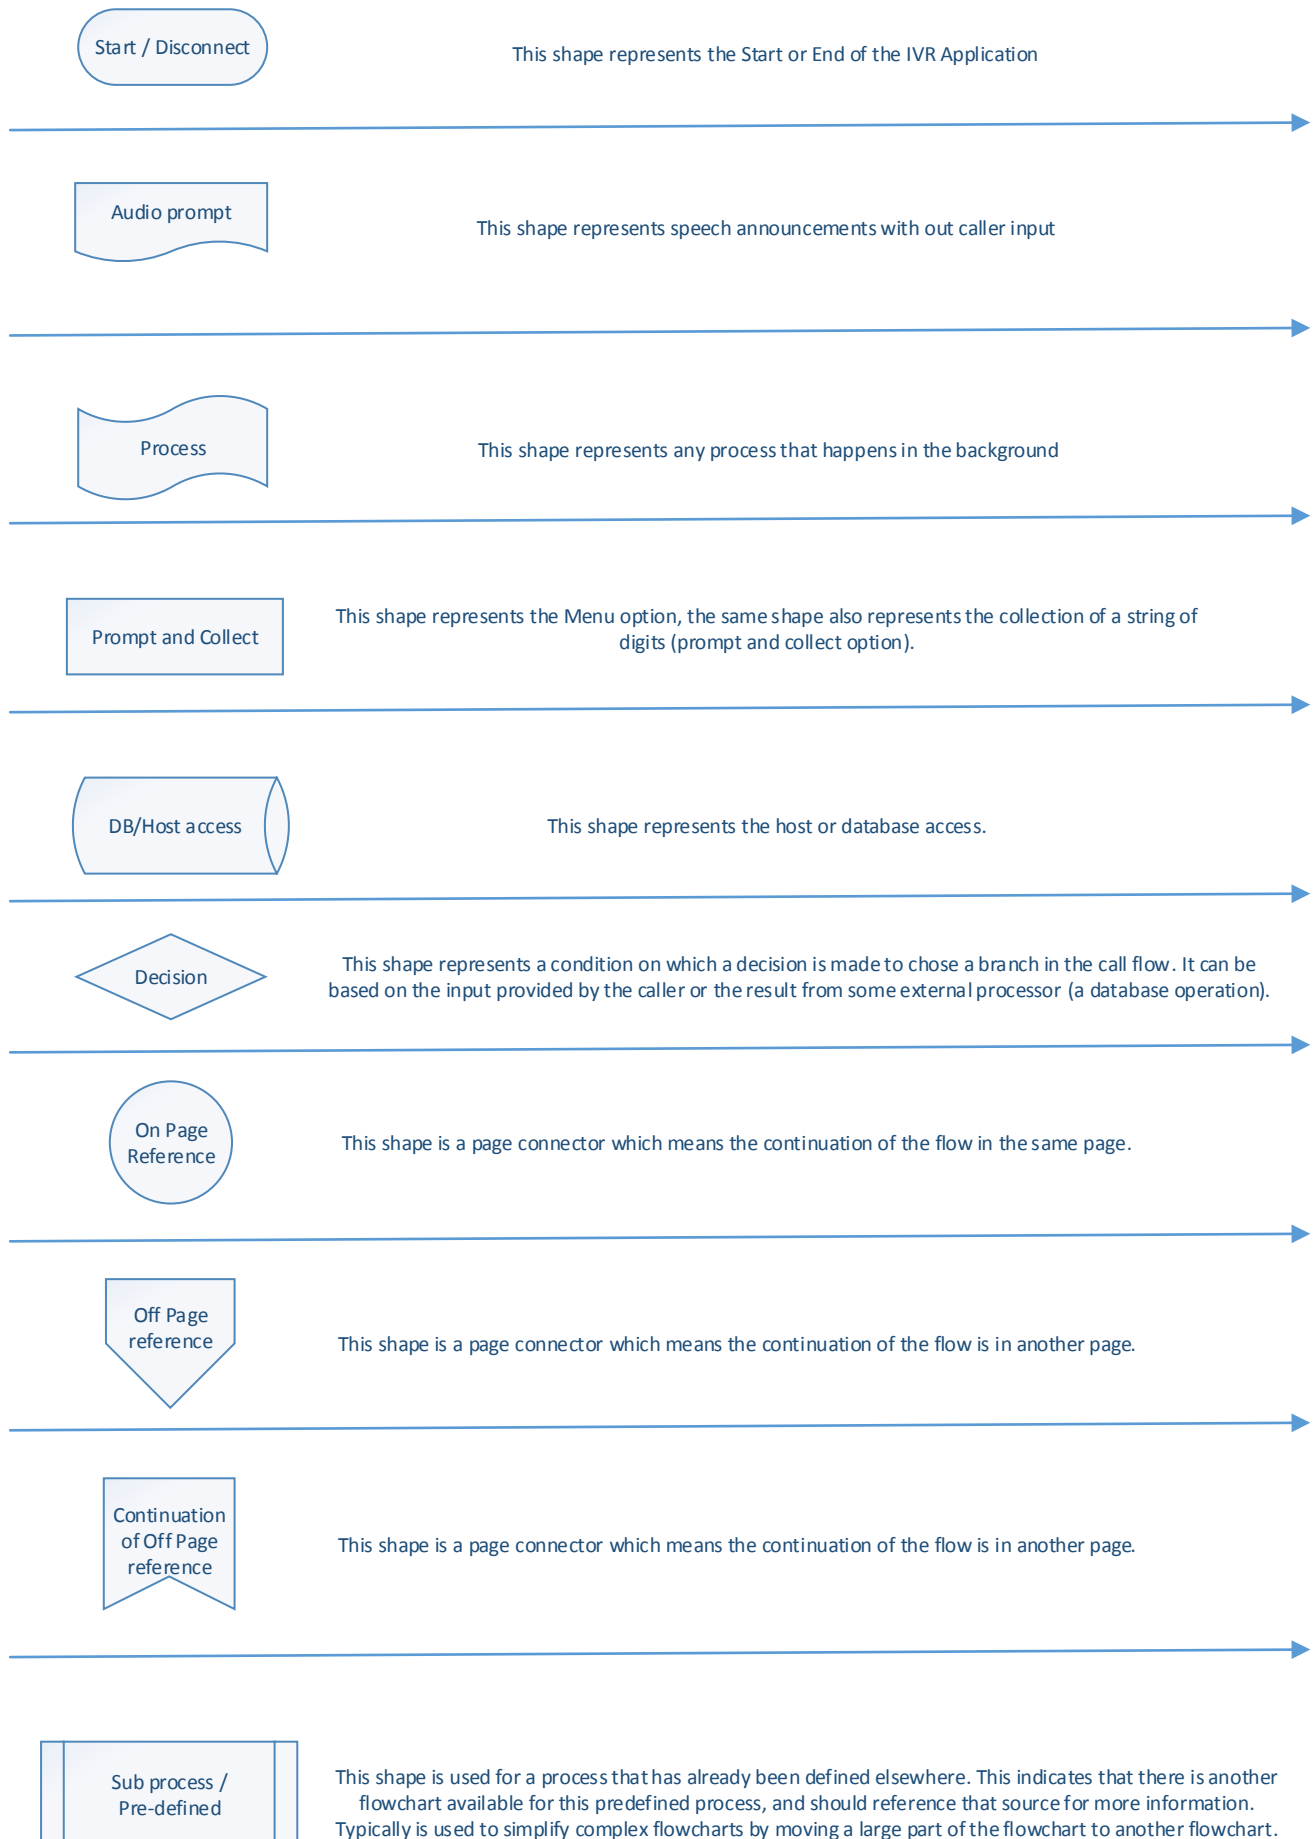 Start / Disconnect
This shape represents the Start or End of the IVR Application
Audio prompt
This shape represents speech announcements with out caller input
Process
This shape represents any process that happens in the background
Prompt and Collect
This shape represents the Menu option, the same shape also represents the collection of a string of
digits (prompt and collect option).
DB/Host access
This shape represents the host or database access.
Decision
This shape represents a condition on which a decision is made to chose a branch in the call flow. It can be
based on the input provided by the caller or the result from some external processor (a database operation).
On Page
Reference
This shape is a page connector which means the continuation of the flow in the same page.
Off Page
reference
This shape is a page connector which means the continuation of the flow is in another page.
Continuation
of Off Page
reference
This shape is a page connector which means the continuation of the flow is in another page.
Sub process /
Pre-defined
This shape is used for a process that has already been defined elsewhere. This indicates that there is another
flowchart available for this predefined process, and should reference that source for more information.
Typically is used to simplify complex flowcharts by moving a large part of the flowchart to another flowchart.